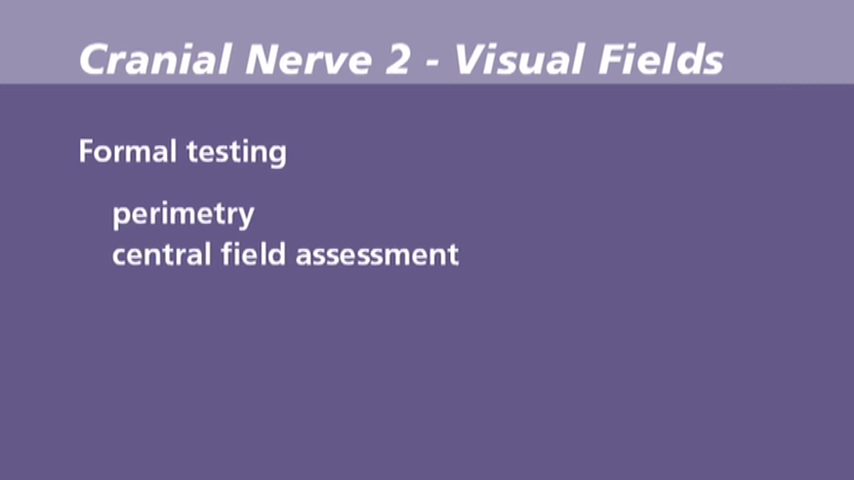 Cranial Nerve 2 - Visual Fields
Formal testing
perimetry
central field assessment